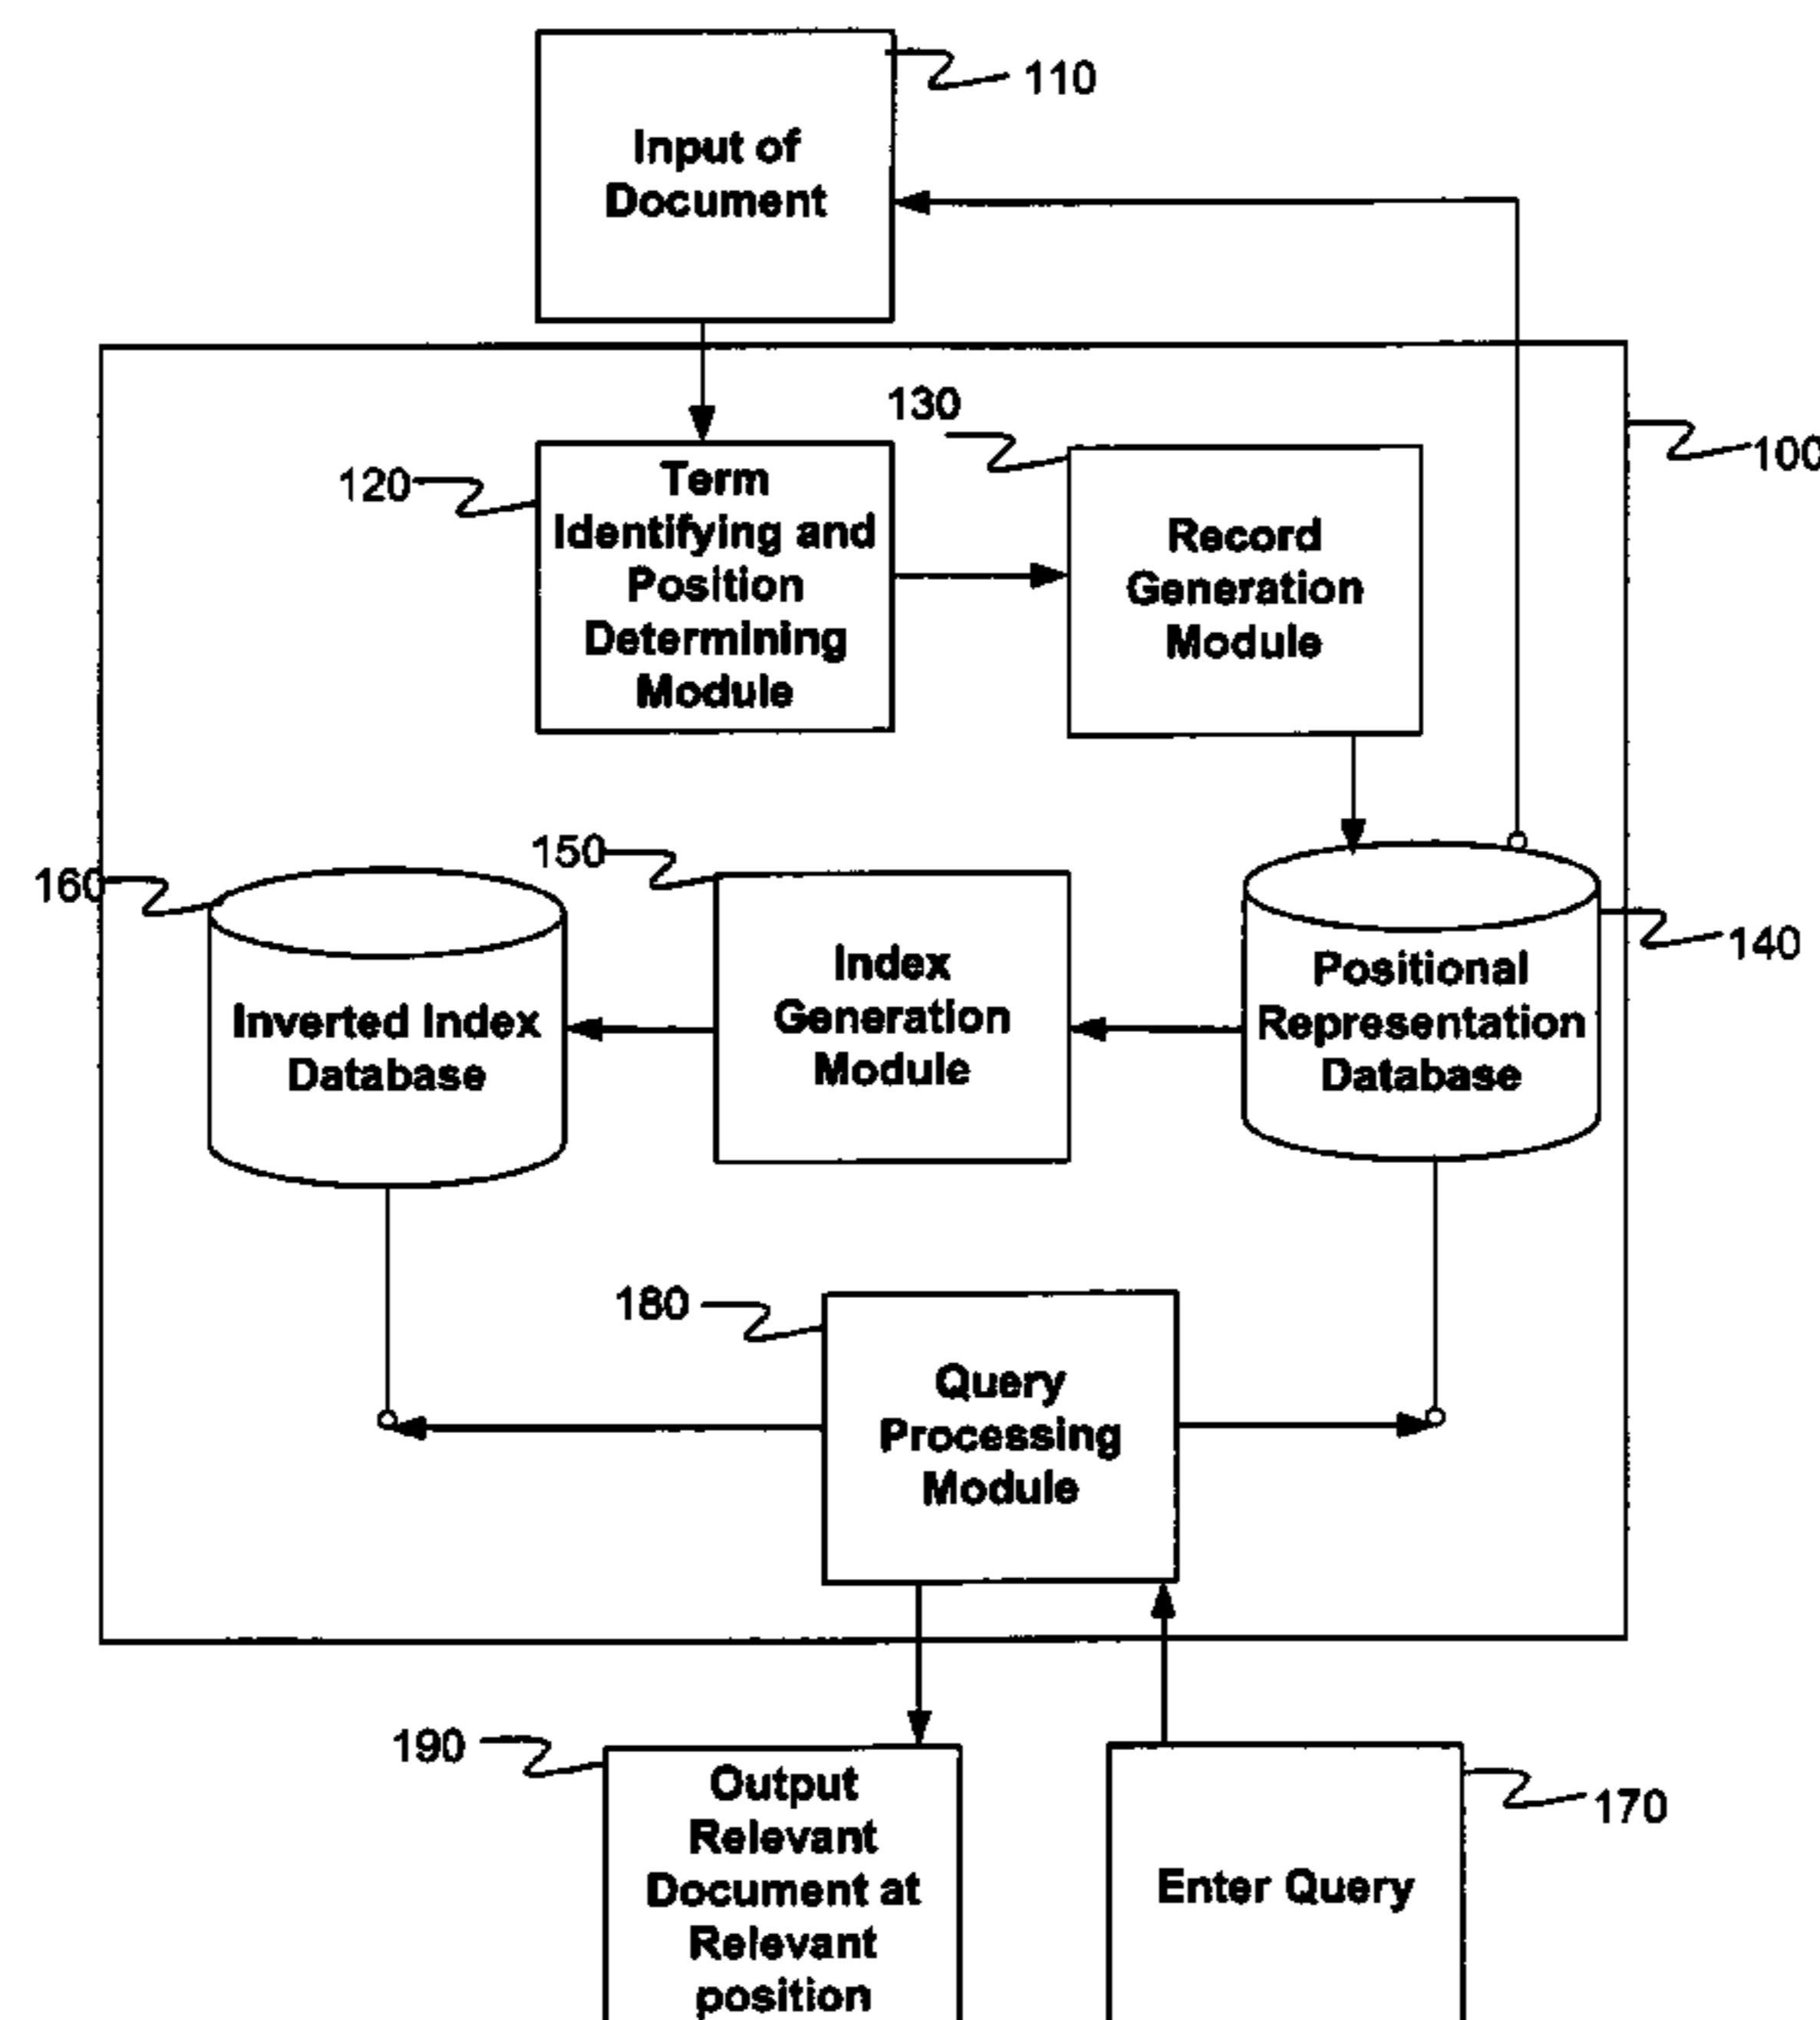 110
Input of
Document
100
130
120
Term
Identifying and
Position
Determining
Module
Record
Generation
Module
150
160
140
Inverted Index
Database
Index
Generation
Module
Positional
Representation
Database
180
Query
Processing
Module
190
Output
Relevant
Document at
Relevant
position
170
Enter Query